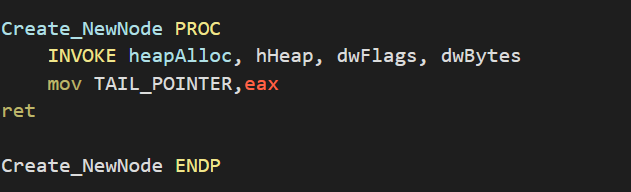 Create_NewNode PROC
INVOKE heapAlloc, hHeap, dwFlags, dwBytes
mov TAIL_POINTER,eax
ret
Create_NewNode ENDP